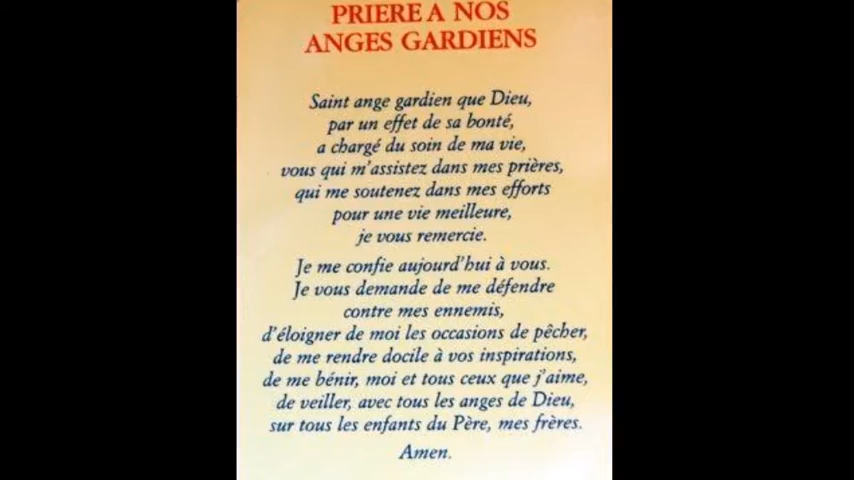 PRIERE A NOS
ANGES GARDIENS
Saint ange gardien que Dieu,
par un effet de sa bonté,
a chargé du soin de ma vie,
vous qui m'assistez dans mes prières,
qui me soutenez dans mes efforts
pour une vie meilleure,
je vous remercie.
Je me confie aujourd'hui à vous.
Je vous demande de me défendre
contre mes ennemis,
d'éloigner de moi les occasions de pêcher,
de me rendre docile à vos inspirations,
de me bénir, moi et tous ceux que j'aime,
de veiller, avec tous les anges de Dieu,
sur tous les enfants du Père, mes frères.
Amen.